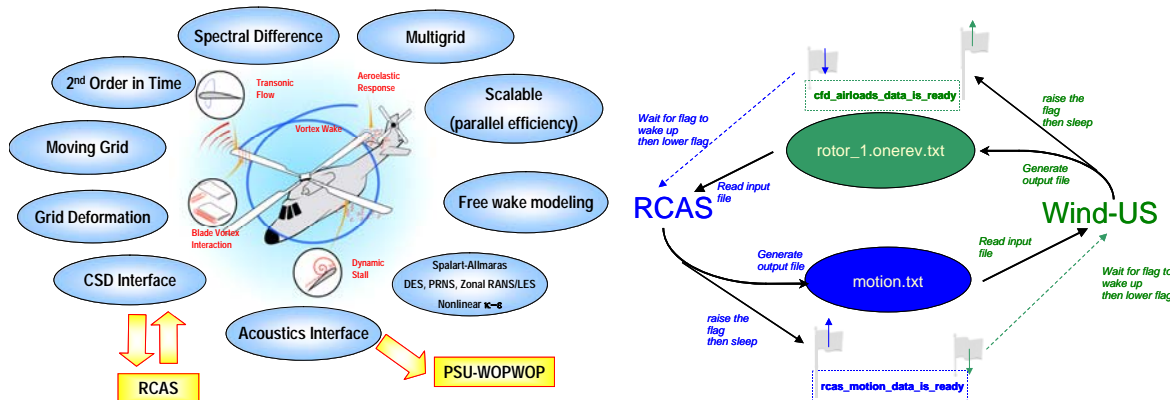 Spectral Difference
Multigrid
2nd Order in Time
Transonic
Flow
Aeroelastic
Response
Scalable
(parallel efficiency)
Vortex Wake
Moving Grid
Grid Deformation
Free wake modeling
Blade Vortex
Interaction
Dynamic
Stall
CSD Interface
Spalart-Allmaras
DES, PRNS, Zonal RANS/LES
Nonlinear κ–ε
Acoustics Interface
RCAS
PSU-WOPWOP
cfd_airloads_data_is_ready
Wait for flag to
wake up
then lower flag
raise the
flag
then sleep
rotor_1.onerev.txt
Read input
file
Generate
output file
RCAS
Wind-US
Generate
output file
Read input
file
motion.txt
Wait for flag to
wake up
then lower flag
raise the
flag
then sleep
rcas_motion_data_is_ready